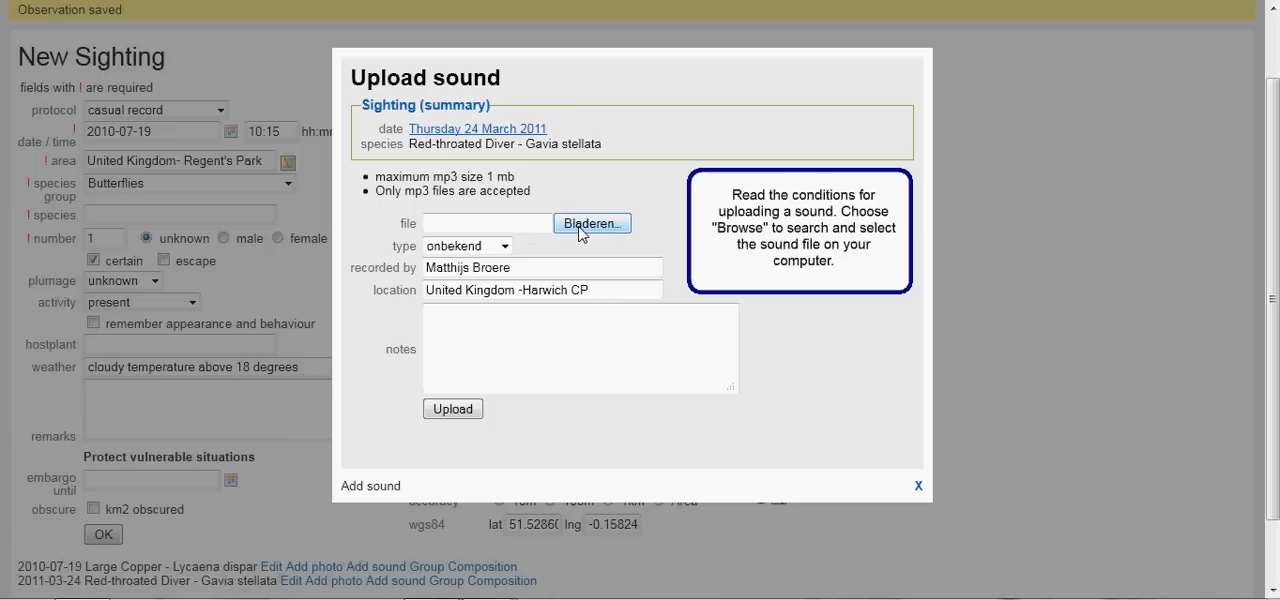 Observation saved
New Sighting
fields with ! are required
protocol casual record
! date / time 2010-07-19 10:15 hh:mm
! area United Kingdom- Regent's Park
! species group Butterflies
! species
! number 1 unknown male female
certain escape
plumage unknown
activity present
remember appearance and behaviour
hostplant
weather cloudy temperature above 18 degrees
remarks
Protect vulnerable situations
embargo until
obscure: km2 obscured
OK
wgs84 lat 51.5286 lng -0.15824
2010-07-19 Large Copper - Lycaena dispar Edit Add photo Add sound Group Composition
2011-03-24 Red-throated Diver - Gavia stellata Edit Add photo Add sound Group Composition
Upload sound
Sighting (summary)
date Thursday 24 March 2011
species Red-throated Diver - Gavia stellata
• maximum mp3 size 1 mb
• Only mp3 files are accepted
file Bladeren...
type onbekend
recorded by Matthijs Broere
location United Kingdom -Harwich CP
notes
Upload
Add sound X
Read the conditions for
uploading a sound. Choose
"Browse" to search and select
the sound file on your
computer.